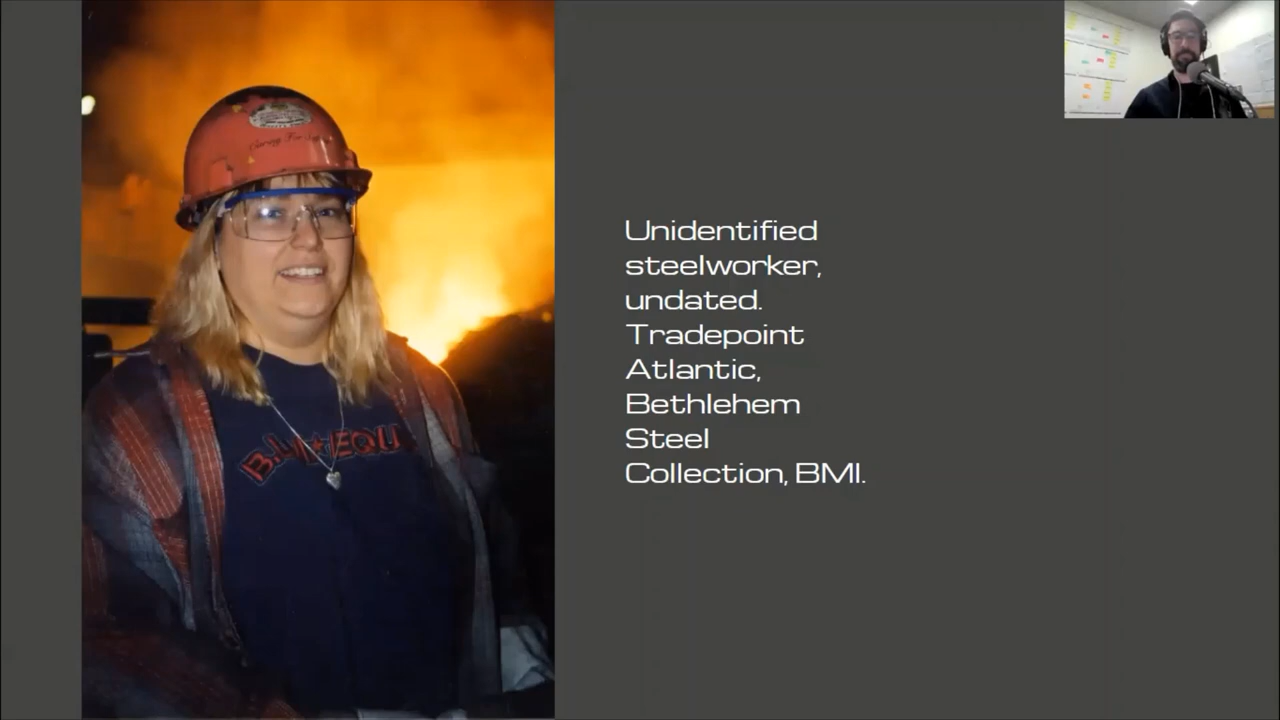 Unidentified
steelworker,
undated.
Tradepoint
Atlantic,
Bethlehem
Steel
Collection, BMI.